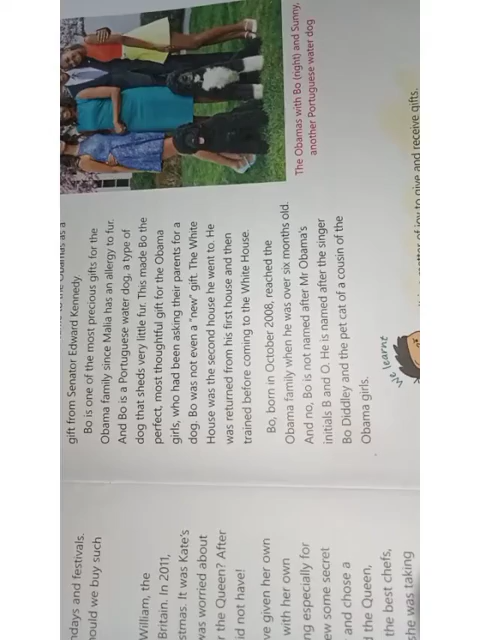 ndays and festivals.
hould we buy such
William, the
Britain. In 2011,
stmas. It was Kate's
was worried about
r the Queen? After
id not have!
ve given her own
with her own
ng especially for
ew some secret
and chose a
the Queen,
the best chefs,
she was taking
gift from Senator Edward Kennedy.
Bo is one of the most precious gifts for the
Obama family since Malia has an allergy to fur.
And Bo is a Portuguese water dog, a type of
dog that sheds very little fur. This made Bo the
perfect, most thoughtful gift for the Obama
girls, who had been asking their parents for a
dog. Bo was not even a "new" gift. The White
House was the second house he went to. He
was returned from his first house and then
trained before coming to the White House.
Bo, born in October 2008, reached the
Obama family when he was over six months old.
And no, Bo is not named after Mr Obama's
initials B and O. He is named after the singer
Bo Diddley and the pet cat of a cousin of the
Obama girls.
The Obamas with Bo (right) and Sunny,
another Portuguese water dog
We learnt
matter of joy to give and receive gifts.